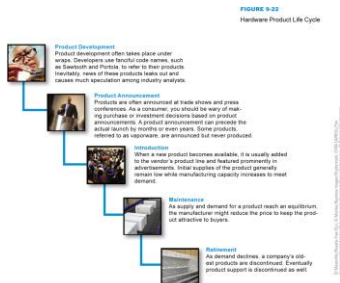 FIGURE 9-22
Hardware Product Life Cycle
Product Development
Product development often takes place under
wraps. Developers use fanciful code names, such
as Sawtooth and Portola, to refer to their products.
Inevitably, news of these products leaks out and
causes much speculation among industry analysts.
Product Announcement
Products are often announced at trade shows and press
conferences. As a consumer, you should be wary of mak-
ing purchase or investment decisions based on product
announcements. A product announcement can precede the
actual launch by months or even years. Some products,
referred to as vaporware, are announced but never produced.
Introduction
When a new product becomes available, it is usually added
to the vendor's product line and featured prominently in
advertisements. Initial supplies of the product generally
remain low while manufacturing capacity increases to meet
demand.
Maintenance
As supply and demand for a product reach an equilibrium,
the manufacturer might reduce the price to keep the prod-
uct attractive to buyers.
Retirement
As demand declines, a company's old-
est products are discontinued. Eventually
product support is discontinued as well.